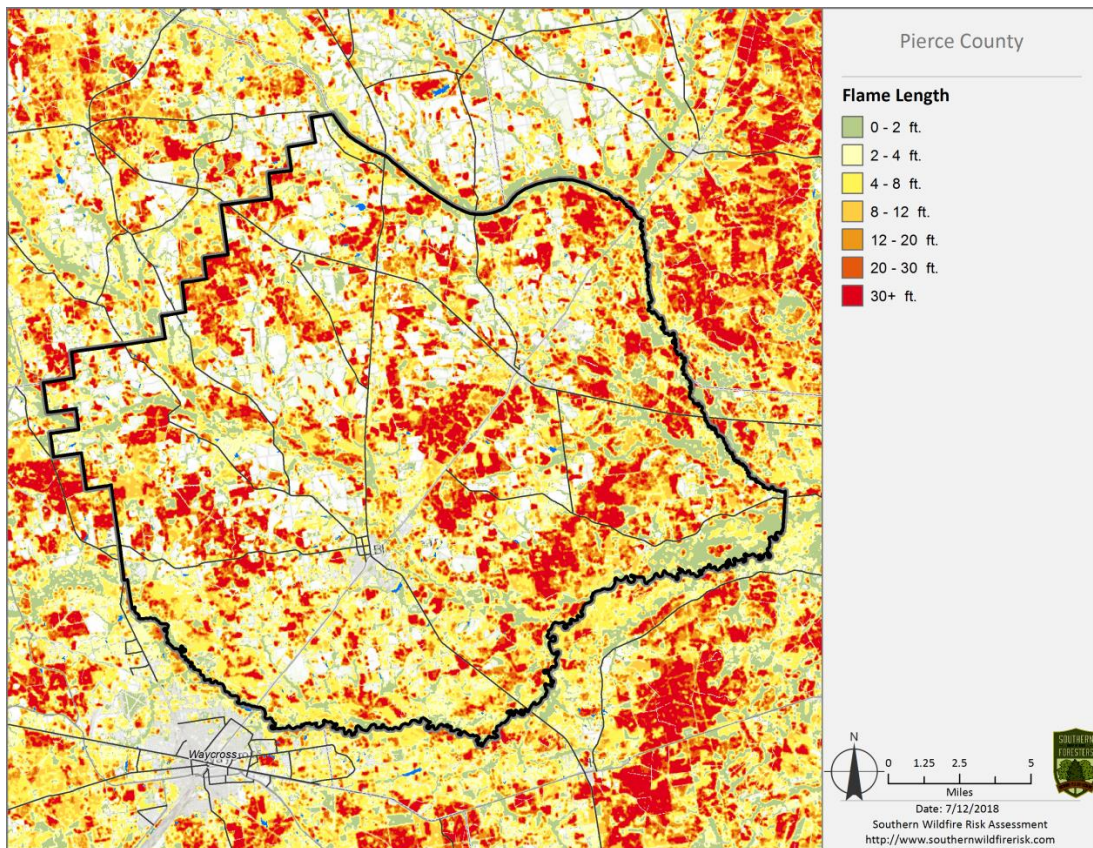 Pierce County
Flame Length
0 - 2 ft.
2 - 4 ft.
4 - 8 ft.
8 - 12 ft.
12 - 20 ft.
20 - 30 ft.
30+ ft.
Waycross
N
0 1.25 2.5 5
Miles
SOUTHERN
FORESTERS
Date: 7/12/2018
Southern Wildfire Risk Assessment
http://www.southernwildfirerisk.com